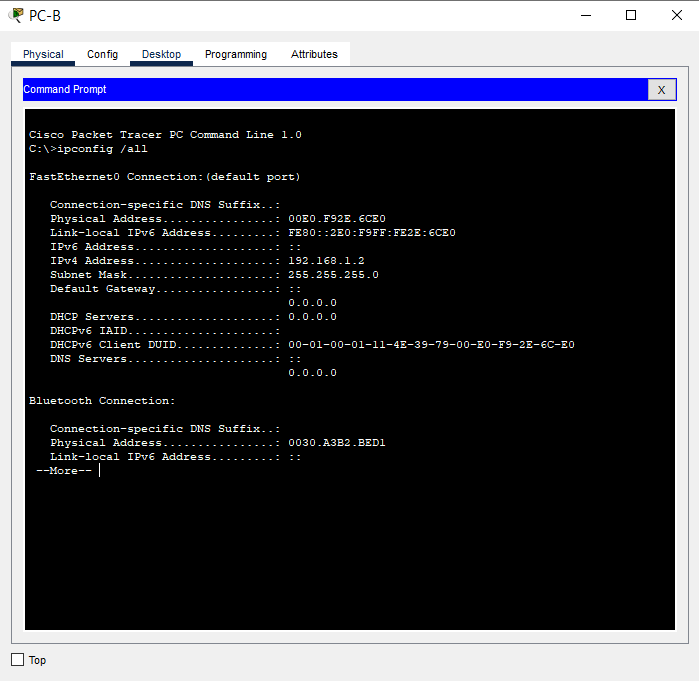 PC-B
Physical Config Desktop Programming Attributes
Command Prompt X
Cisco Packet Tracer PC Command Line 1.0
C:\>ipconfig /all
FastEthernet0 Connection:(default port)
Connection-specific DNS Suffix..:
Physical Address................: 00E0.F92E.6CE0
Link-local IPv6 Address.........: FE80::2E0:F9FF:FE2E:6CE0
IPv6 Address....................: ::
IPv4 Address....................: 192.168.1.2
Subnet Mask.....................: 255.255.255.0
Default Gateway.................: ::
0.0.0.0
DHCP Servers....................: 0.0.0.0
DHCPv6 IAID.....................:
DHCPv6 Client DUID..............: 00-01-00-01-11-4E-39-79-00-E0-F9-2E-6C-E0
DNS Servers.....................: ::
0.0.0.0
Bluetooth Connection:
Connection-specific DNS Suffix..:
Physical Address................: 0030.A3B2.BED1
Link-local IPv6 Address.........: ::
--More--
Top